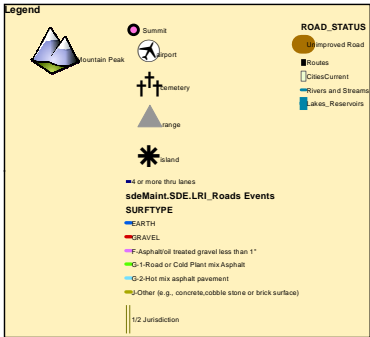 Legend
Mountain Peak
Summit
airport
cemetery
range
island
4 or more thru lanes
sdeMaint.SDE.LRI_Roads Events
SURFTYPE
EARTH
GRAVEL
F-Asphalt/oil treated gravel less than 1"
G-1-Road or Cold Plant mix Asphalt
G-2-Hot mix asphalt pavement
J-Other (e.g., concrete,cobble stone or brick surface)
1/2 Jurisdiction
ROAD_STATUS
Unimproved Road
Routes
CitiesCurrent
Rivers and Streams
Lakes_Reservoirs